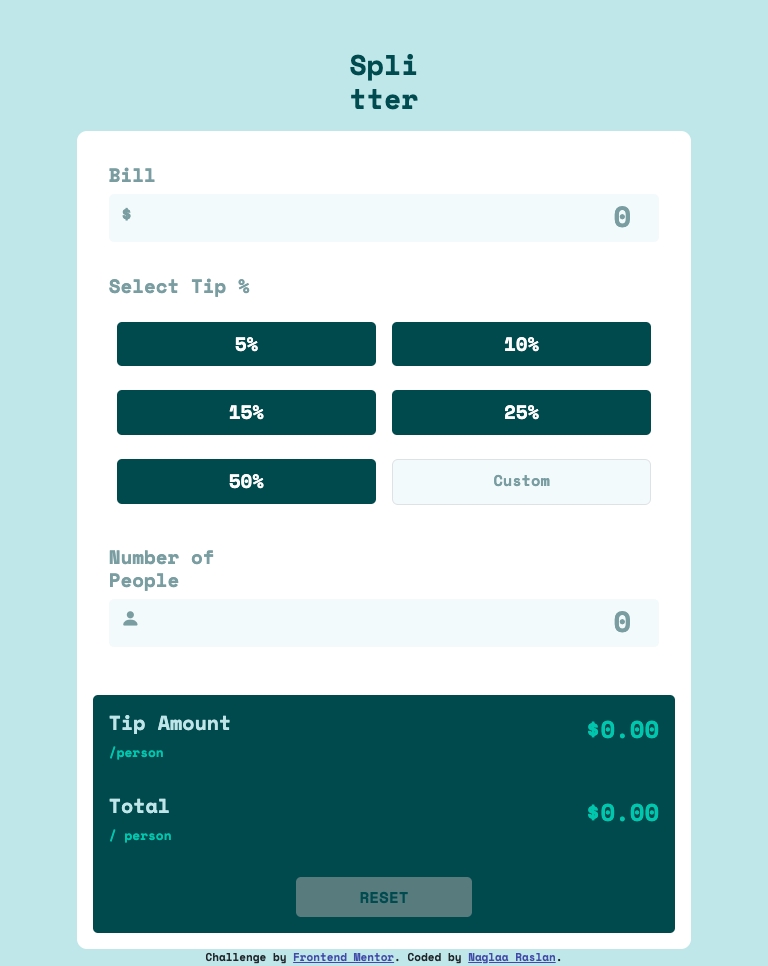 Spli
tter
Bill
$ 0
Select Tip %
5% 10%
15% 25%
50% Custom
Number of
People
0
Tip Amount $0.00
/person
Total $0.00
/ person
RESET
Challenge by Frontend Mentor. Coded by Naglaa Raslan.